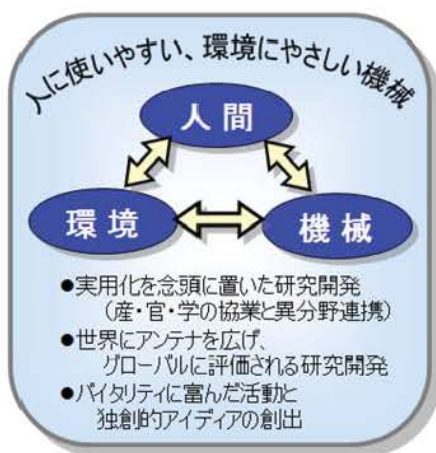 人に使いやすい、環境にやさしい機械
人間
環境
機械
●実用化を念頭に置いた研究開発
（産・官・学の協業と異分野連携）
●世界にアンテナを広げ、
グローバルに評価される研究開発
●バイタリティに富んだ活動と
独創的アイディアの創出